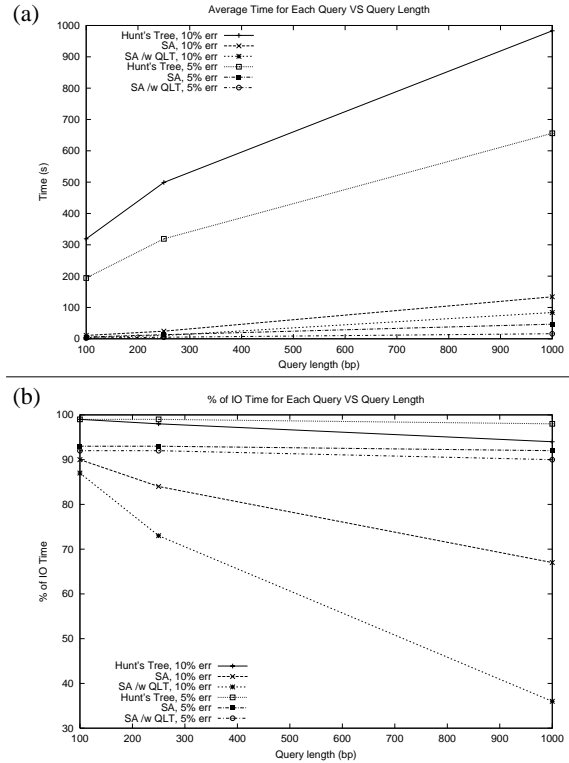 (a)
Average Time for Each Query VS Query Length
Hunt's Tree, 10% err
SA, 10% err
SA /w QLT, 10% err
Hunt's Tree, 5% err
SA, 5% err
SA /w QLT, 5% err
Time (s)
1000
900
800
700
600
500
400
300
200
100
0
100 200 300 400 500 600 700 800 900 1000
Query length (bp)
(b)
% of IO Time for Each Query VS Query Length
% of IO Time
100
90
80
70
60
50
40
30
Hunt's Tree, 10% err
SA, 10% err
SA /w QLT, 10% err
Hunt's Tree, 5% err
SA, 5% err
SA /w QLT, 5% err
100 200 300 400 500 600 700 800 900 1000
Query length (bp)